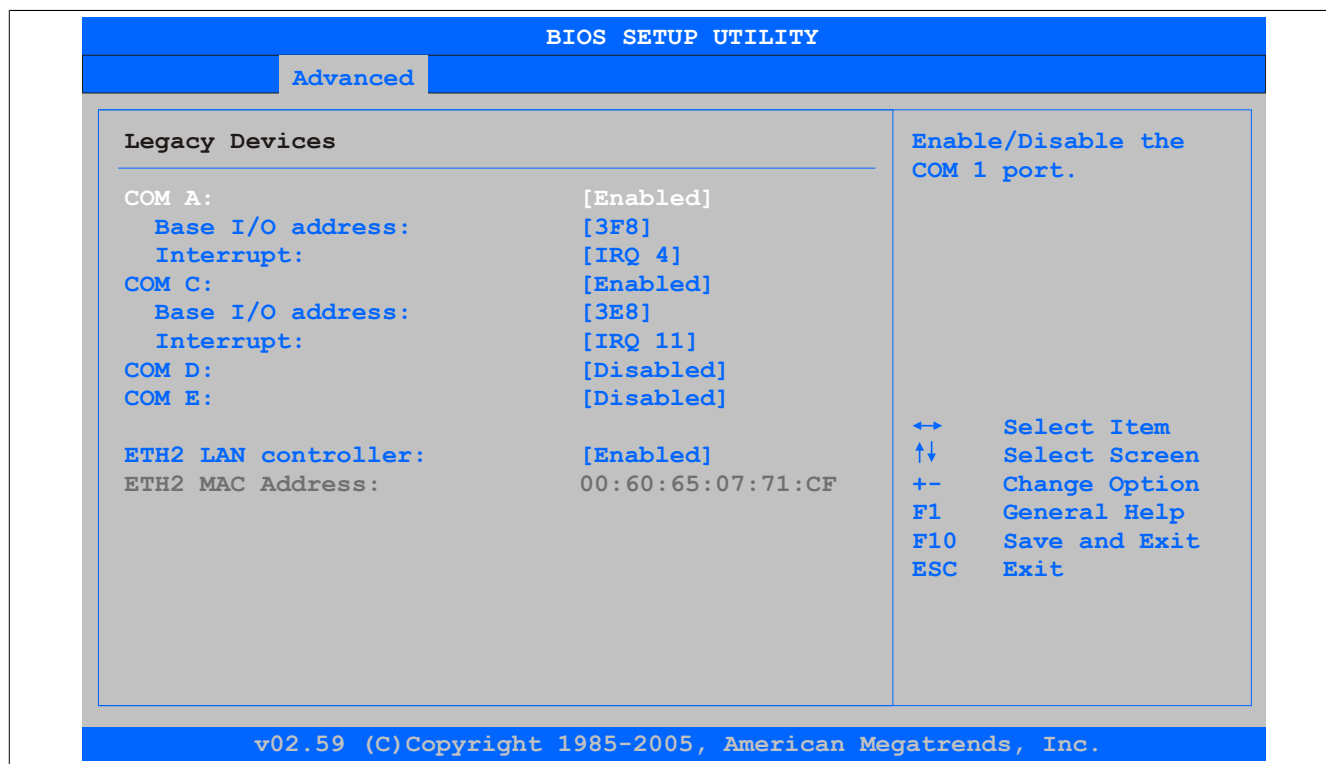 BIOS SETUP UTILITY
Advanced
Legacy Devices
COM A: [Enabled]
Base I/O address: [3F8]
Interrupt: [IRQ 4]
COM C: [Enabled]
Base I/O address: [3E8]
Interrupt: [IRQ 11]
COM D: [Disabled]
COM E: [Disabled]
ETH2 LAN controller: [Enabled]
ETH2 MAC Address: 00:60:65:07:71:CF
Enable/Disable the
COM 1 port.
↔ Select Item
↑↓ Select Screen
+- Change Option
F1 General Help
F10 Save and Exit
ESC Exit
v02.59 (C)Copyright 1985-2005, American Megatrends, Inc.